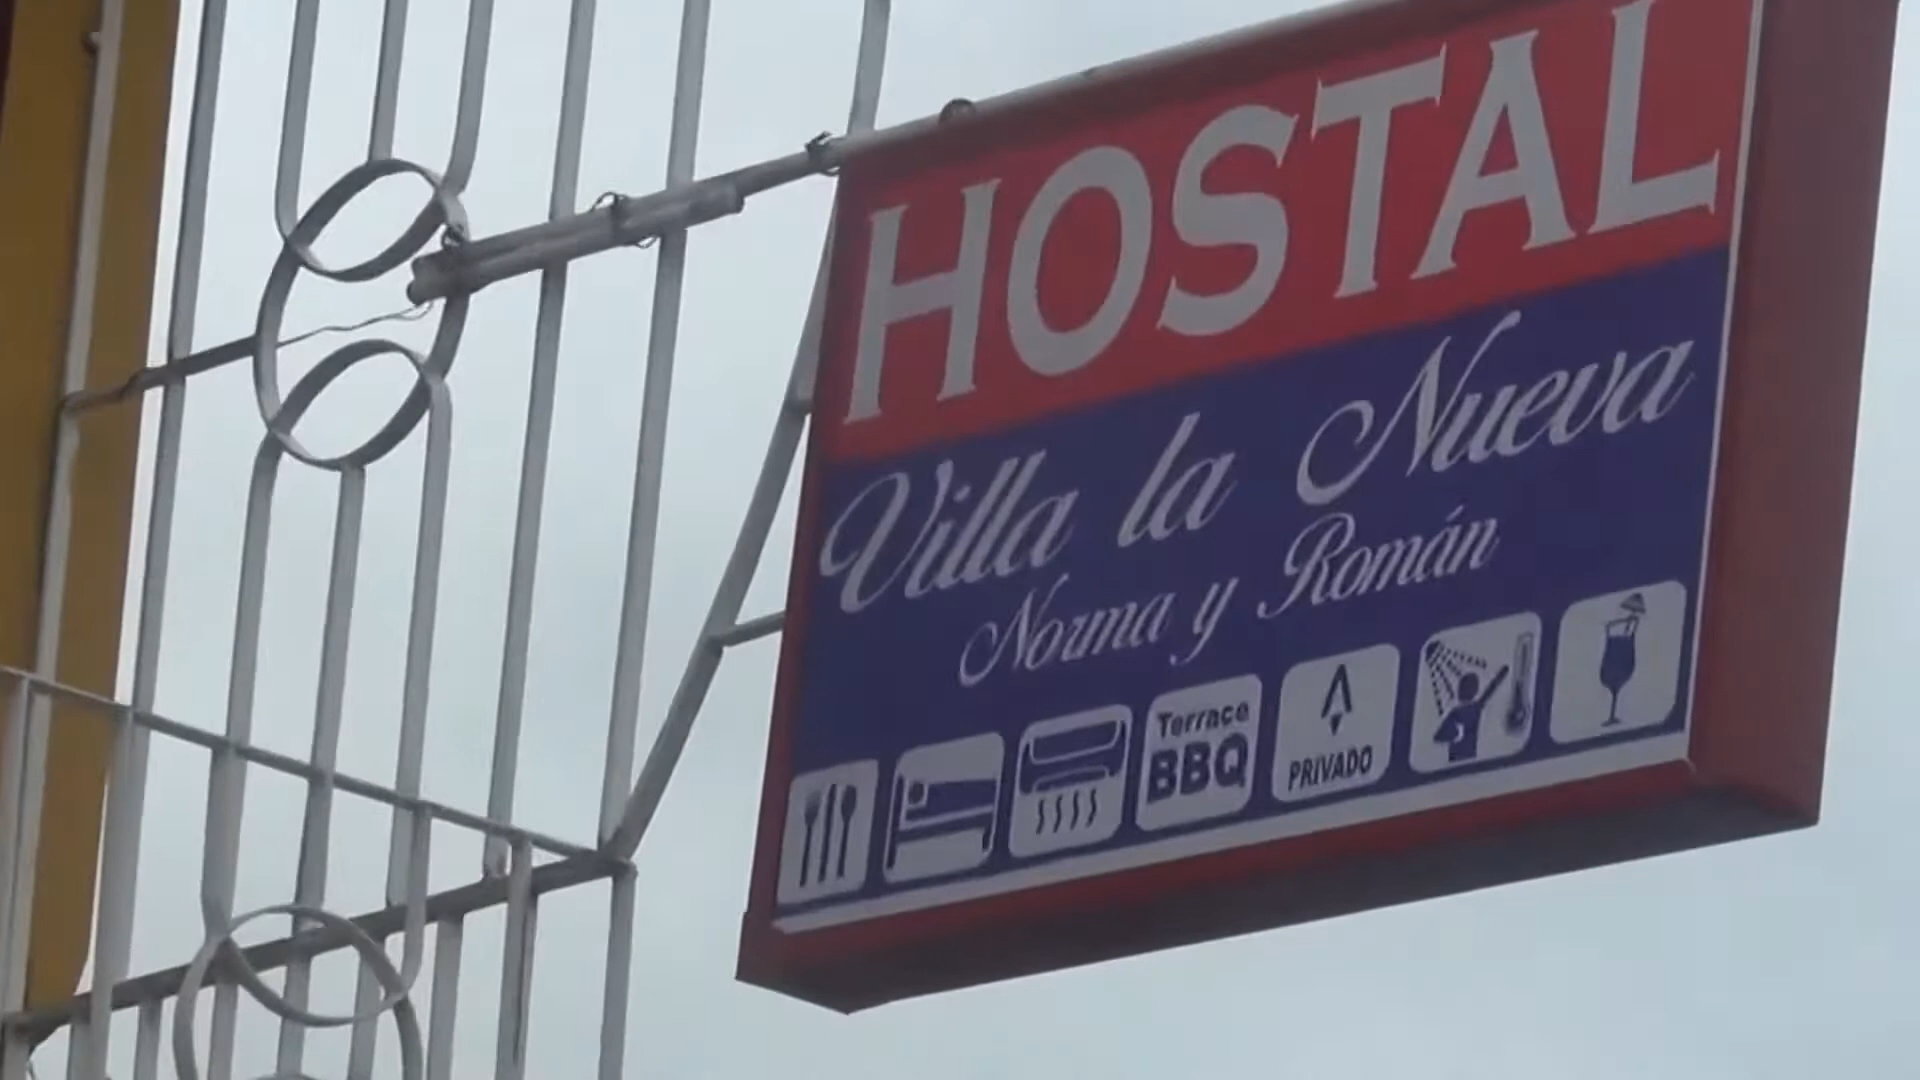 HOSTAL
Villa la Nueva
Norma y Román
Terrace
BBQ
PRIVADO